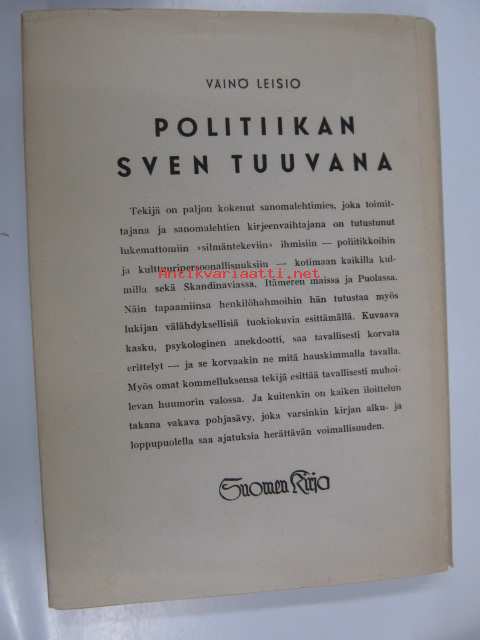 VÄINÖ LEISIO
POLITIIKAN
SVEN TUUVANA
Tekijä on paljon kokenut sanomalehtimies, joka toimit-
tajana ja sanomalehtien kirjeenvaihtajana on tutustunut
lukemattomiin »silmäntekeviin» ihmisiin — poliitikkoihin
ja kulttuuripersoonallisuuksiin — kotimaan kaikilla kul-
Antikvariaatti.net
milla sekä Skandinaviassa, Itämeren maissa ja Puolassa.
Näin tapaamiinsa henkilöhahmoihin hän tutustaa myös
lukijan välähdyksellisiä tuokiokuvia esittämällä. Kuvaava
kasku, psykologinen anekdootti, saa tavallisesti korvata
erittelyt — ja se korvaakin ne mitä hauskimmalla tavalla.
Myös omat kommelluksensa tekijä esittää tavallisesti muhoi-
levan huumorin valossa. Ja kuitenkin on kaiken iloittelun
takana vakava pohjasävy, joka varsinkin kirjan alku- ja
loppupuolella saa ajatuksia herättävän voimallisuuden.
Suomen Kirja